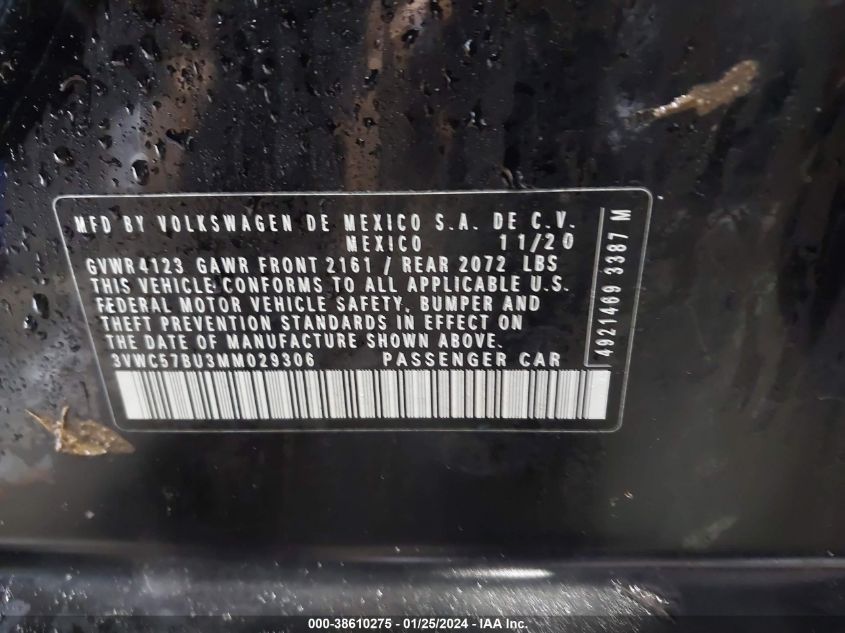 MFD BY VOLKSWAGEN DE MEXICO S.A. DE C.V.
MEXICO 11/20
GVWR 4123 GAWR FRONT 2161 / REAR 2072 LBS
THIS VEHICLE CONFORMS TO ALL APPLICABLE U.S.
FEDERAL MOTOR VEHICLE SAFETY, BUMPER AND
THEFT PREVENTION STANDARDS IN EFFECT ON
THE DATE OF MANUFACTURE SHOWN ABOVE.
3VWC57BU3MM029306 PASSENGER CAR
4921469 3387 M
000-38610275 - 01/25/2024 - IAA Inc.